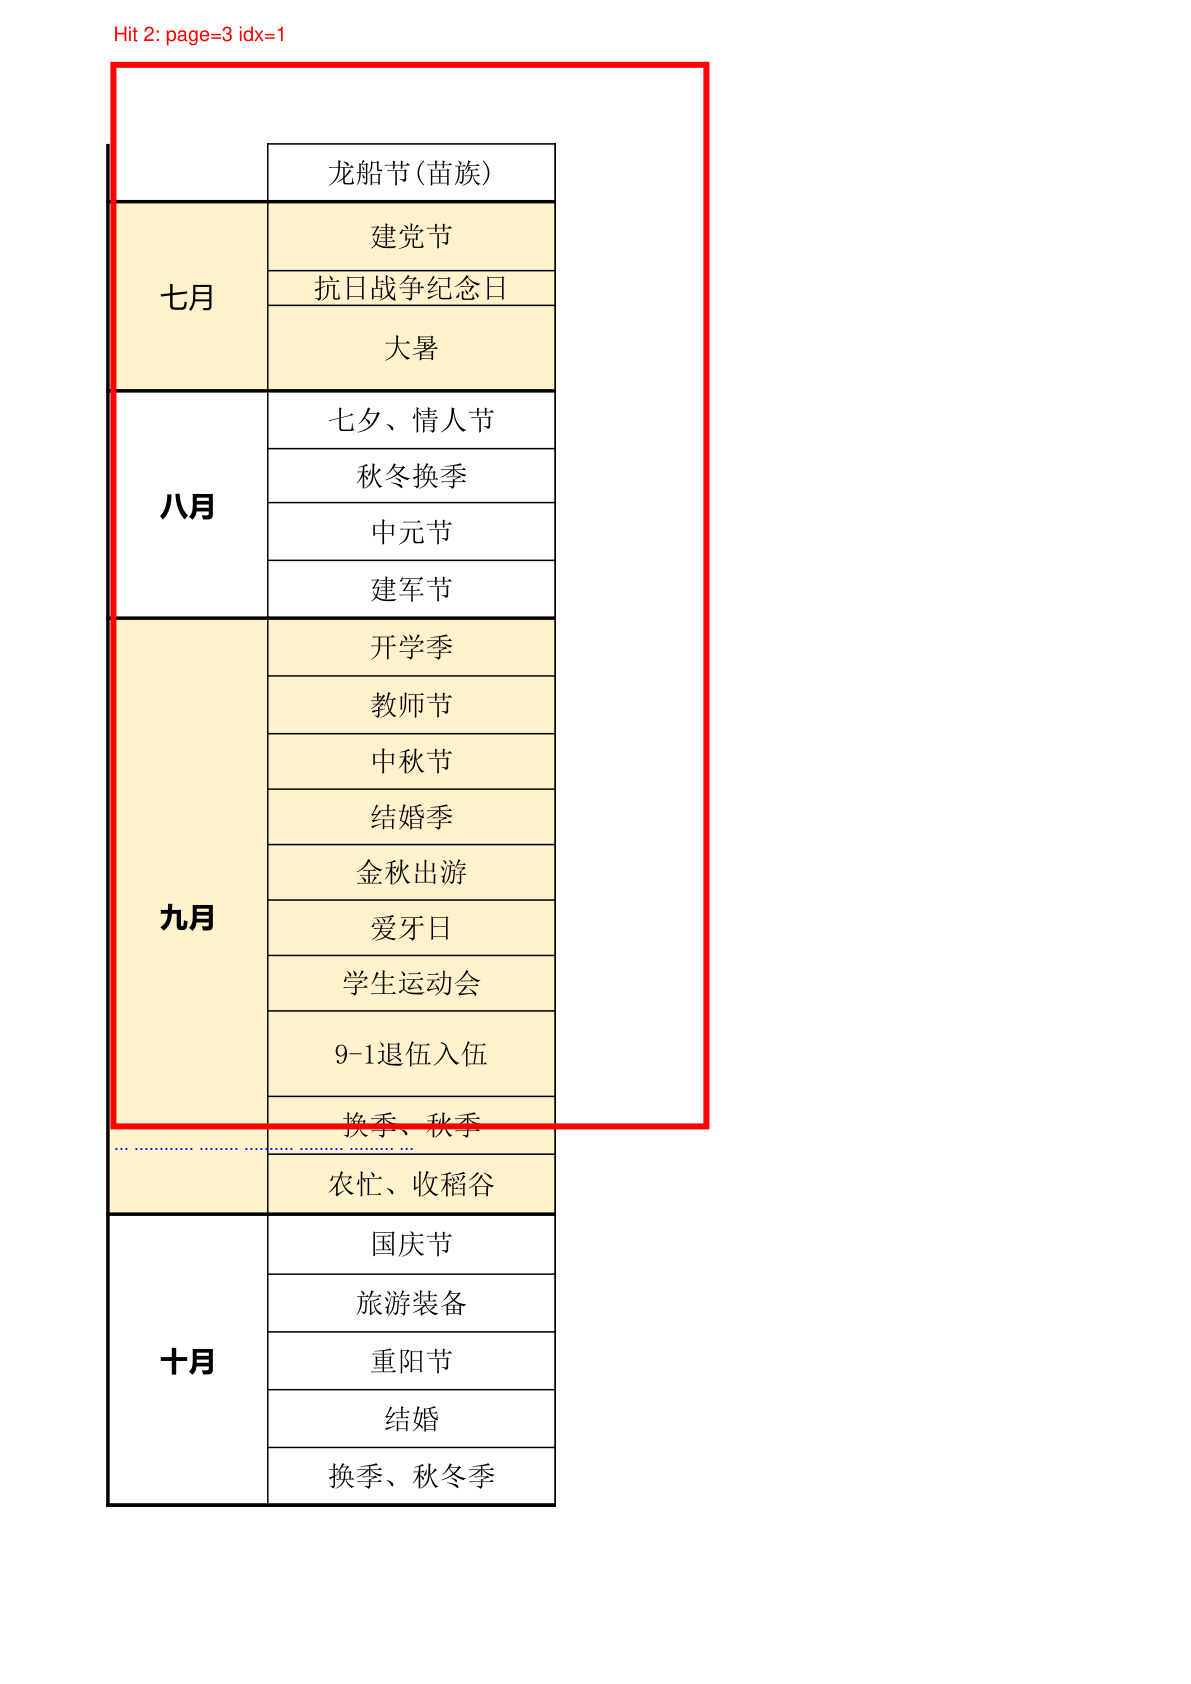 Hit 2: page=3 idx=1
龙船节(苗族)
七月
建党节
抗日战争纪念日
大暑
八月
七夕、情人节
秋冬换季
中元节
建军节
九月
开学季
教师节
中秋节
结婚季
金秋出游
爱牙日
学生运动会
9-1退伍入伍
换季、秋季
农忙、收稻谷
十月
国庆节
旅游装备
重阳节
结婚
换季、秋冬季